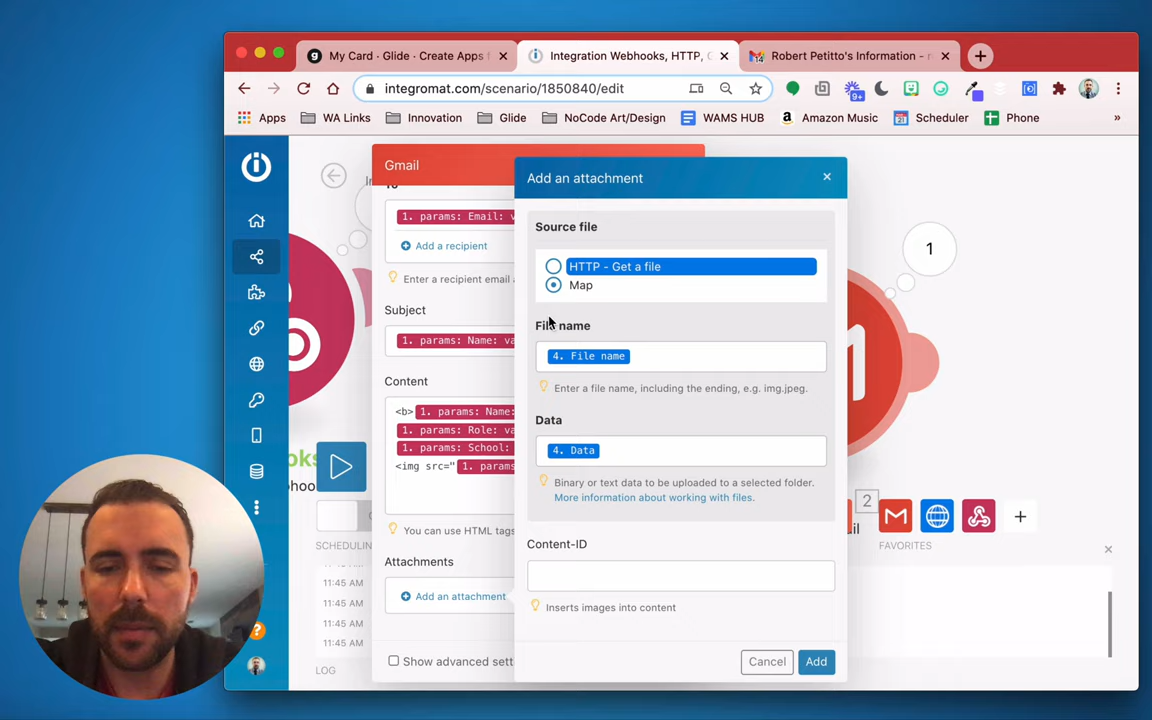 My Card · Glide · Create Apps
Integration Webhooks, HTTP, G
14
Robert Petitto's Information -
integromat.com/scenario/1850840/edit
9+
Apps
WA Links
Innovation
Glide
NoCode Art/Design
WAMS HUB
Amazon Music
Scheduler
Phone
»
Gmail
Add an attachment
To
1. params: Email: v
Add a recipient
Enter a recipient email
Subject
1. params: Name: va
Content
<b> 1. params: Name:
1. params: Role: va
1. params: School:
<img src=" 1. params
You can use HTML tags
Attachments
Add an attachment
Show advanced sett
Source file
HTTP - Get a file
Map
File name
4. File name
Enter a file name, including the ending, e.g. img.jpeg.
Data
4. Data
Binary or text data to be uploaded to a selected folder.
More information about working with files.
Content-ID
Inserts images into content
Cancel
Add
1
2
FAVORITES
SCHEDULIN
11:45 AM
11:45 AM
11:45 AM
11:45 AM
LOG